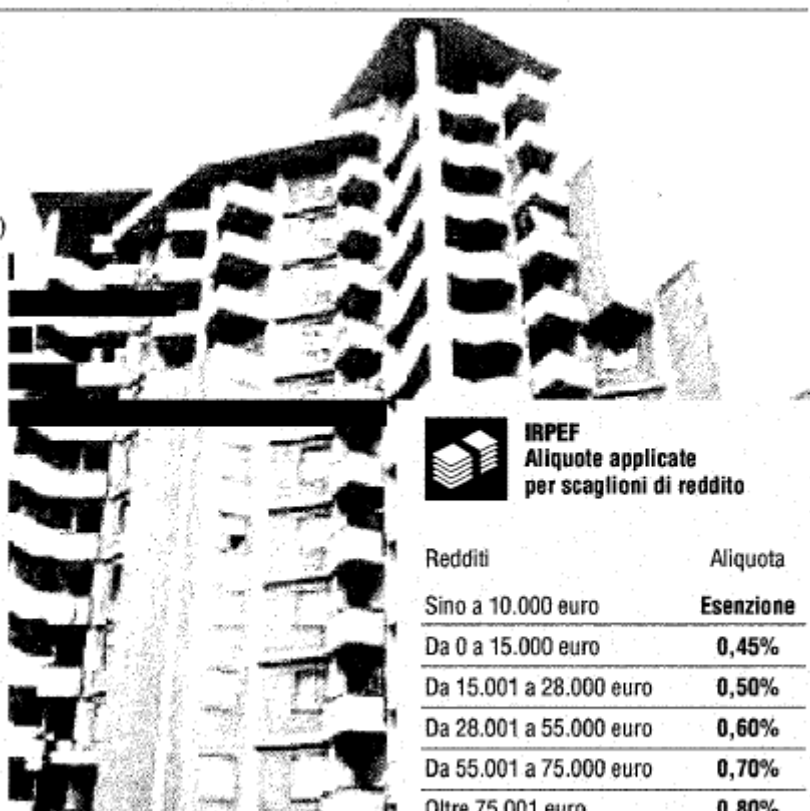 IRPEF
Aliquote applicate
per scaglioni di reddito
Redditi Aliquota
Sino a 10.000 euro Esenzione
Da 0 a 15.000 euro 0,45%
Da 15.001 a 28.000 euro 0,50%
Da 28.001 a 55.000 euro 0,60%
Da 55.001 a 75.000 euro 0,70%
Oltre 75.001 euro 0,80%